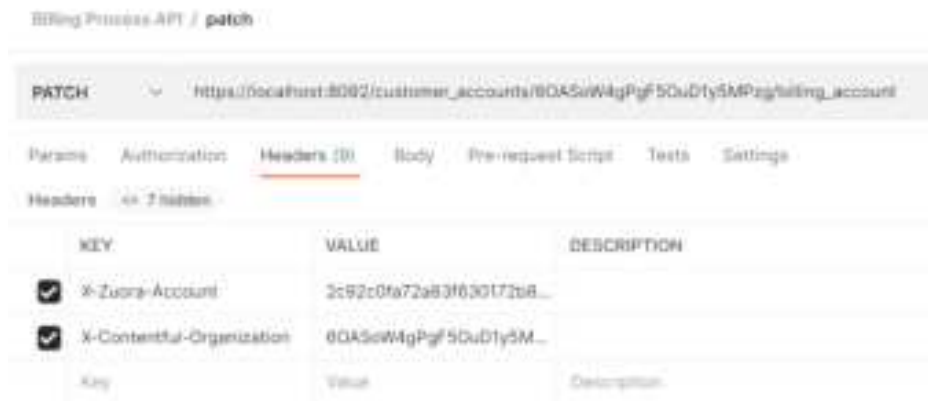 Billing Process API / patch
PATCH https://localhost:8092/customer_accounts/6OASoW4gPgF5OuD1y5MPzg/billing_account
Params Authorization Headers (9) Body Pre-request Script Tests Settings
Headers 7 hidden
KEY VALUE DESCRIPTION
X-Zuora-Account 2c92c0fa72a83f630172b8...
X-Contentful-Organization 6OASoW4gPgF5OuD1y5M...
Key Value Description